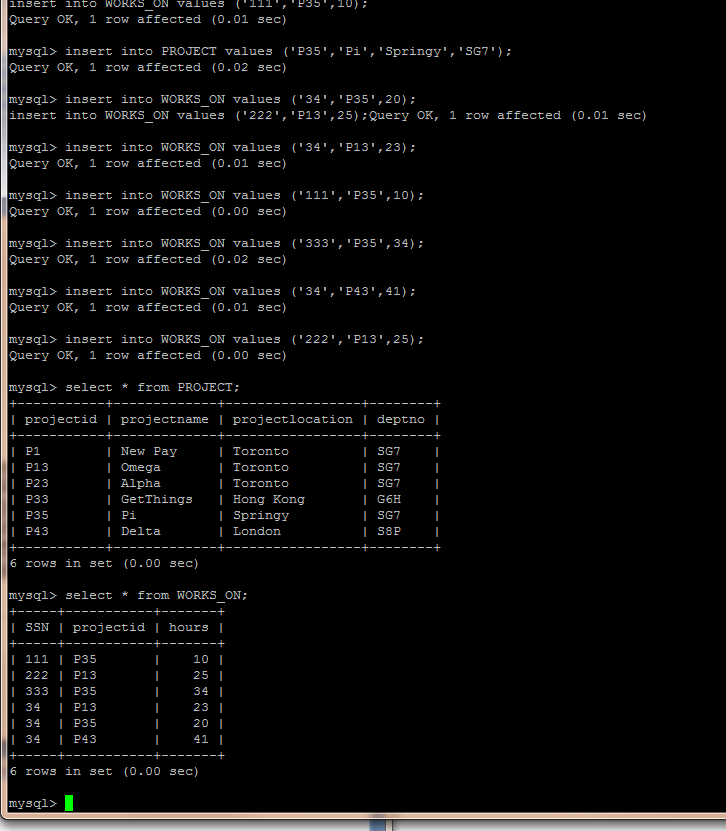 insert into WORKS_ON values ('111','P35',10);
Query OK, 1 row affected (0.01 sec)
mysql> insert into PROJECT values ('P35','Pi','Springy','SG7');
Query OK, 1 row affected (0.02 sec)
mysql> insert into WORKS_ON values ('34','P35',20);
insert into WORKS_ON values ('222','P13',25);Query OK, 1 row affected (0.01 sec)
mysql> insert into WORKS_ON values ('34','P13',23);
Query OK, 1 row affected (0.01 sec)
mysql> insert into WORKS_ON values ('111','P35',10);
Query OK, 1 row affected (0.00 sec)
mysql> insert into WORKS_ON values ('333','P35',34);
Query OK, 1 row affected (0.02 sec)
mysql> insert into WORKS_ON values ('34','P43',41);
Query OK, 1 row affected (0.01 sec)
mysql> insert into WORKS_ON values ('222','P13',25);
Query OK, 1 row affected (0.00 sec)
mysql> select * from PROJECT;
+-----------+-------------+-----------------+--------+
| projectid | projectname | projectlocation | deptno |
+-----------+-------------+-----------------+--------+
| P1        | New Pay     | Toronto         | SG7    |
| P13       | Omega       | Toronto         | SG7    |
| P23       | Alpha       | Toronto         | SG7    |
| P33       | GetThings   | Hong Kong       | G6H    |
| P35       | Pi          | Springy         | SG7    |
| P43       | Delta       | London          | S8P    |
+-----------+-------------+-----------------+--------+
6 rows in set (0.00 sec)
mysql> select * from WORKS_ON;
+-----+-----------+-------+
| SSN | projectid | hours |
+-----+-----------+-------+
| 111 | P35       |    10 |
| 222 | P13       |    25 |
| 333 | P35       |    34 |
| 34  | P13       |    23 |
| 34  | P35       |    20 |
| 34  | P43       |    41 |
+-----+-----------+-------+
6 rows in set (0.00 sec)
mysql>